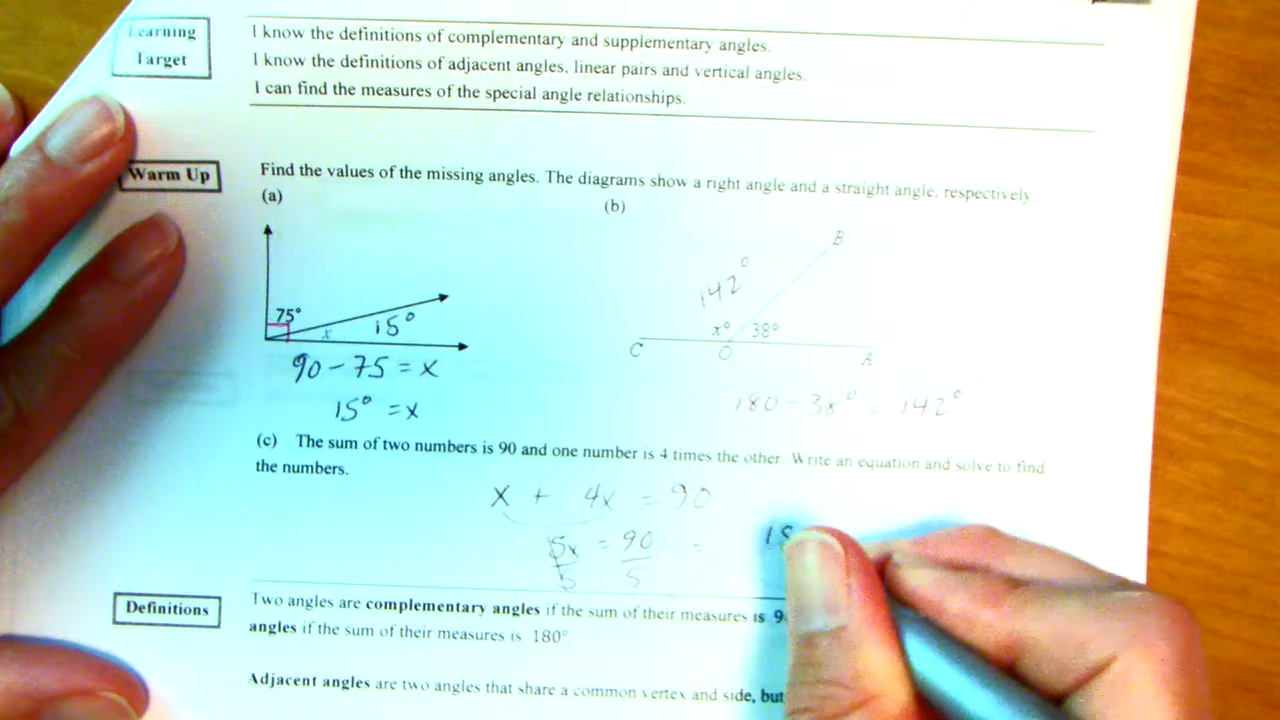 Learning
Target
I know the definitions of complementary and supplementary angles.
I know the definitions of adjacent angles, linear pairs and vertical angles.
I can find the measures of the special angle relationships.
Warm Up
Find the values of the missing angles. The diagrams show a right angle and a straight angle, respectively
(a)
(b)
75°
x
15°
90 - 75 = x
15° = x
B
142°
x°
38°
C
O
A
180 - 38° = 142°
(c) The sum of two numbers is 90 and one number is 4 times the other. Write an equation and solve to find
the numbers.
x + 4x = 90
5x = 90 =
5 5
Definitions
Two angles are complementary angles if the sum of their measures is
angles if the sum of their measures is 180°.
Adjacent angles are two angles that share a common vertex and side, but